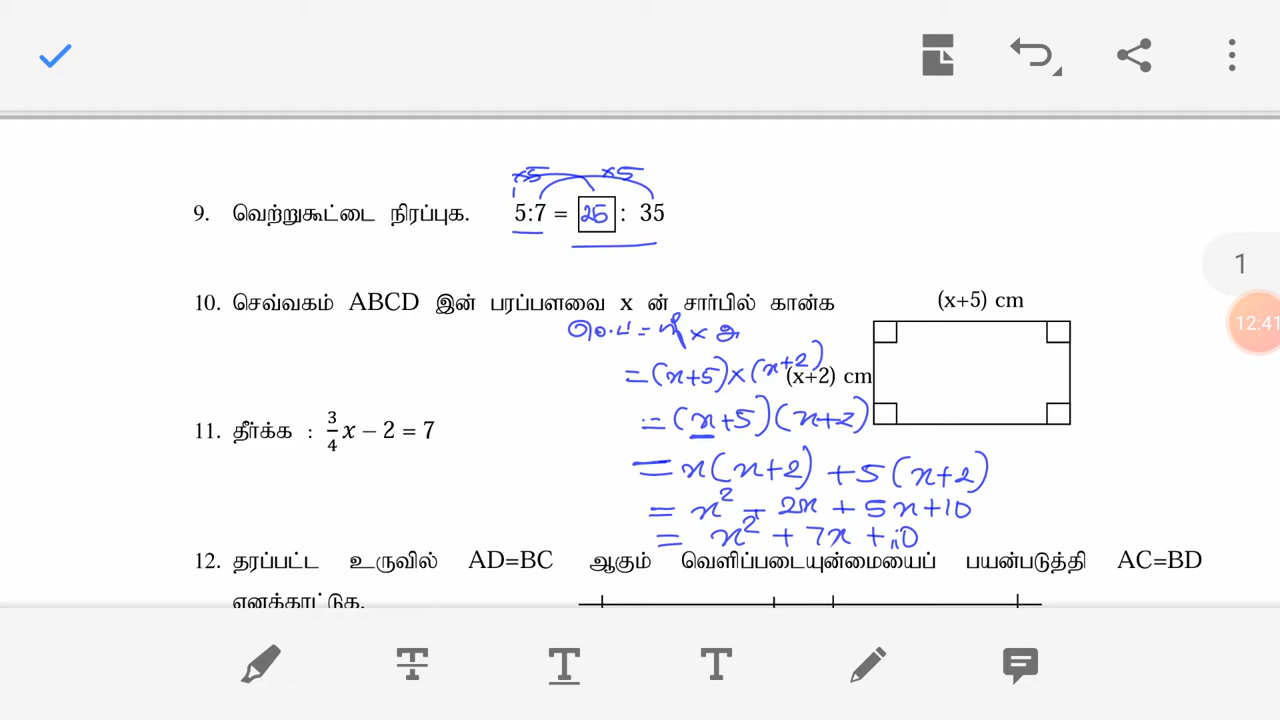 ×5 ×5
9. வெற்றுகூட்டை நிரப்புக. 5:7 = 25 : 35
1
10. செவ்வகம் ABCD இன் பரப்பளவை x ன் சார்பில் கான்க (x+5) cm
12:41
= (x+5)×(x+2)
(x+2) cm
= (x+5)(x+2)
11. தீர்க்க : 3/4 x − 2 = 7
= x(x+2) +5(x+2)
= x² + 2x + 5x+10
= x² + 7x +10
12. தரப்பட்ட உருவில் AD=BC ஆகும் வெளிப்படையுன்மையைப் பயன்படுத்தி AC=BD
எனக்காட்டுக.